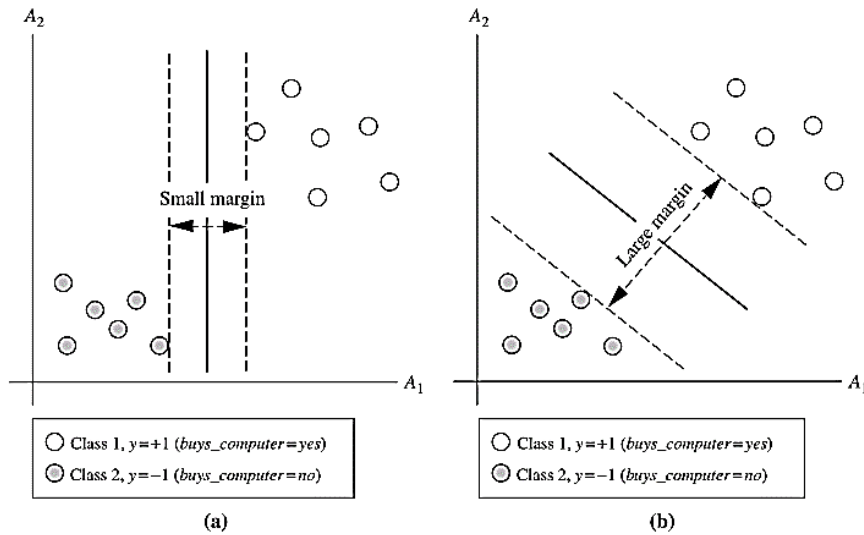 A2
Small margin
A1
Class 1, y=+1 (buys_computer=yes)
Class 2, y=−1 (buys_computer=no)
(a)
A2
Large margin
A1
Class 1, y=+1 (buys_computer=yes)
Class 2, y=−1 (buys_computer=no)
(b)